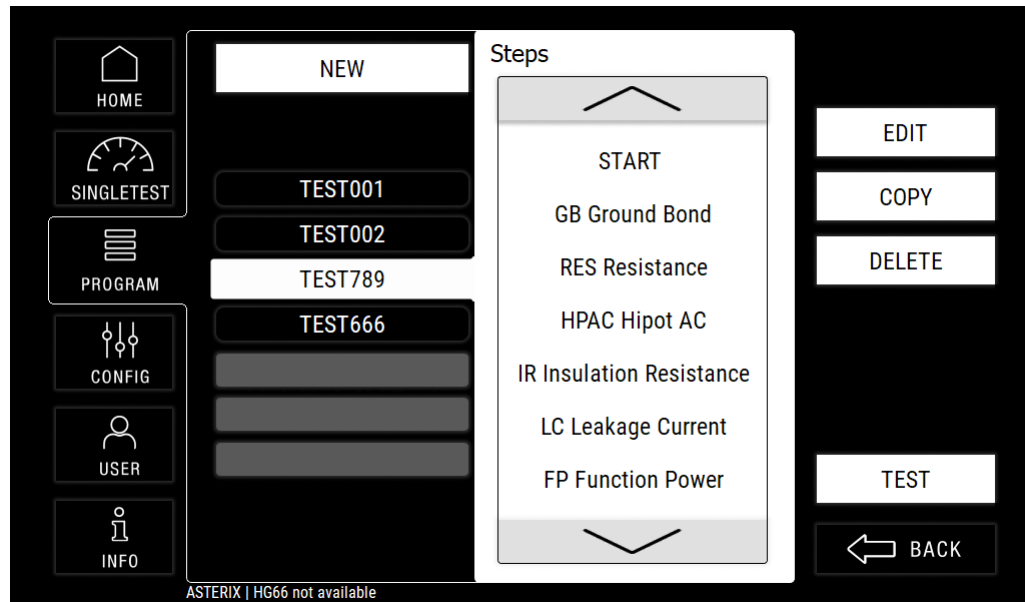 HOME
SINGLETEST
PROGRAM
CONFIG
USER
INFO
NEW
TEST001
TEST002
TEST789
TEST666
Steps
START
GB Ground Bond
RES Resistance
HPAC Hipot AC
IR Insulation Resistance
LC Leakage Current
FP Function Power
EDIT
COPY
DELETE
TEST
BACK
ASTERIX | HG66 not available